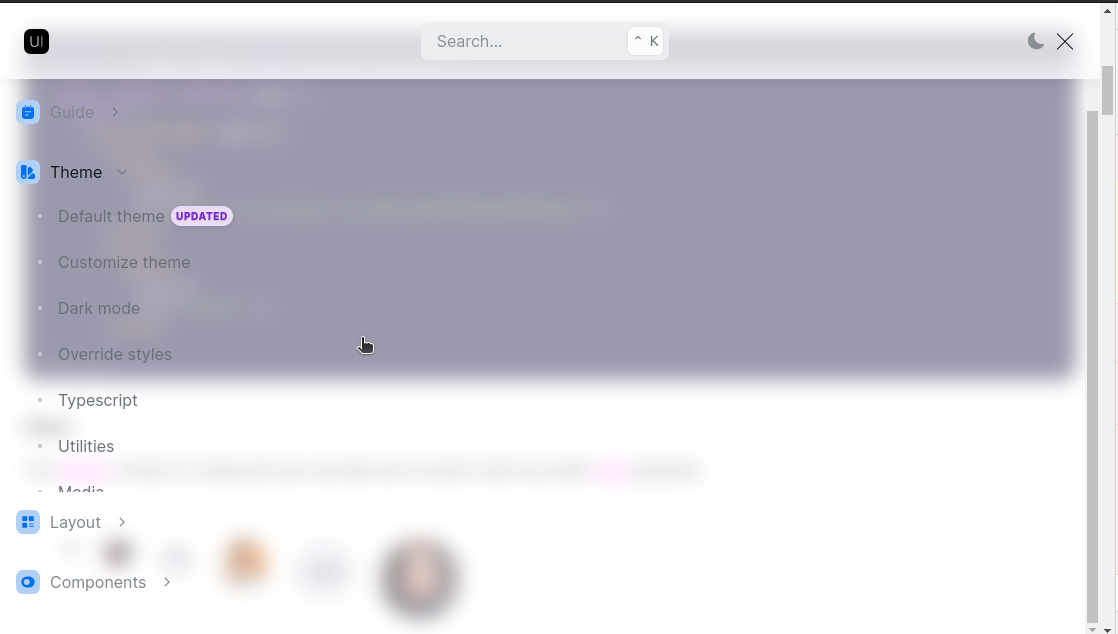 UI
Search...
⌃ K
Guide
Theme
Default theme UPDATED
Customize theme
Dark mode
Override styles
Typescript
Utilities
Media
Layout
Components